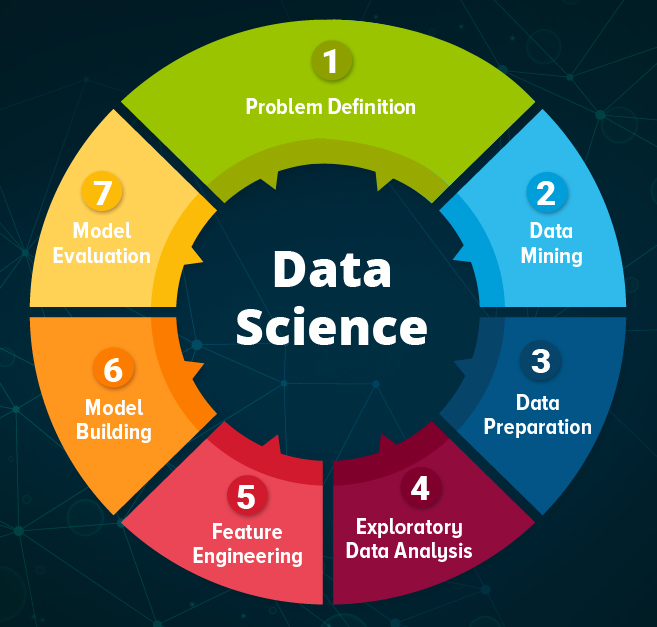 1
Problem Definition
2
Data
Mining
3
Data
Preparation
4
Exploratory
Data Analysis
5
Feature
Engineering
6
Model
Building
7
Model
Evaluation
Data
Science